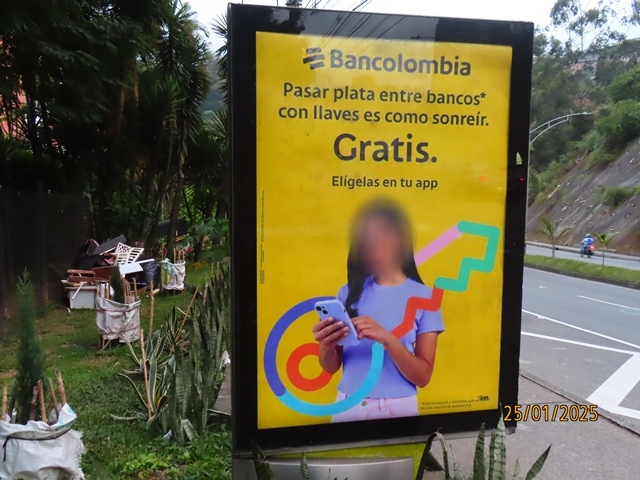 Bancolombia
Pasar plata entre bancos*
con llaves es como sonreír.
Gratis.
Elígelas en tu app
25/01/2025